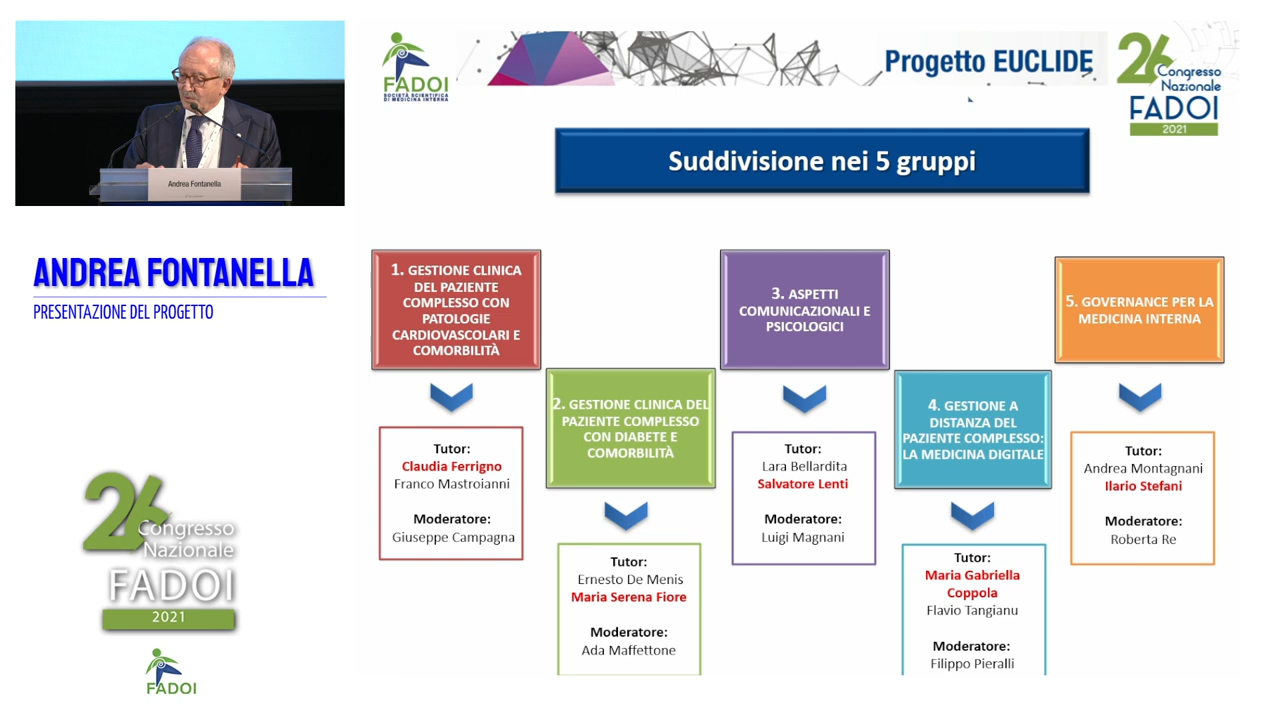 Andrea Fontanella
ANDREA FONTANELLA
PRESENTAZIONE DEL PROGETTO
26
Congresso
Nazionale
FADOI
2021
FADOI
FADOI
SOCIETÀ SCIENTIFICA
DI MEDICINA INTERNA
Progetto EUCLIDE
26
Congresso
Nazionale
FADOI
2021
Suddivisione nei 5 gruppi
1. GESTIONE CLINICA
DEL PAZIENTE
COMPLESSO CON
PATOLOGIE
CARDIOVASCOLARI E
COMORBILITÀ
Tutor:
Claudia Ferrigno
Franco Mastroianni
Moderatore:
Giuseppe Campagna
2. GESTIONE CLINICA DEL
PAZIENTE COMPLESSO
CON DIABETE E
COMORBILITÀ
Tutor:
Ernesto De Menis
Maria Serena Fiore
Moderatore:
Ada Maffettone
3. ASPETTI
COMUNICAZIONALI E
PSICOLOGICI
Tutor:
Lara Bellardita
Salvatore Lenti
Moderatore:
Luigi Magnani
4. GESTIONE A
DISTANZA DEL
PAZIENTE COMPLESSO:
LA MEDICINA DIGITALE
Tutor:
Maria Gabriella
Coppola
Flavio Tangianu
Moderatore:
Filippo Pieralli
5. GOVERNANCE PER LA
MEDICINA INTERNA
Tutor:
Andrea Montagnani
Ilario Stefani
Moderatore:
Roberta Re